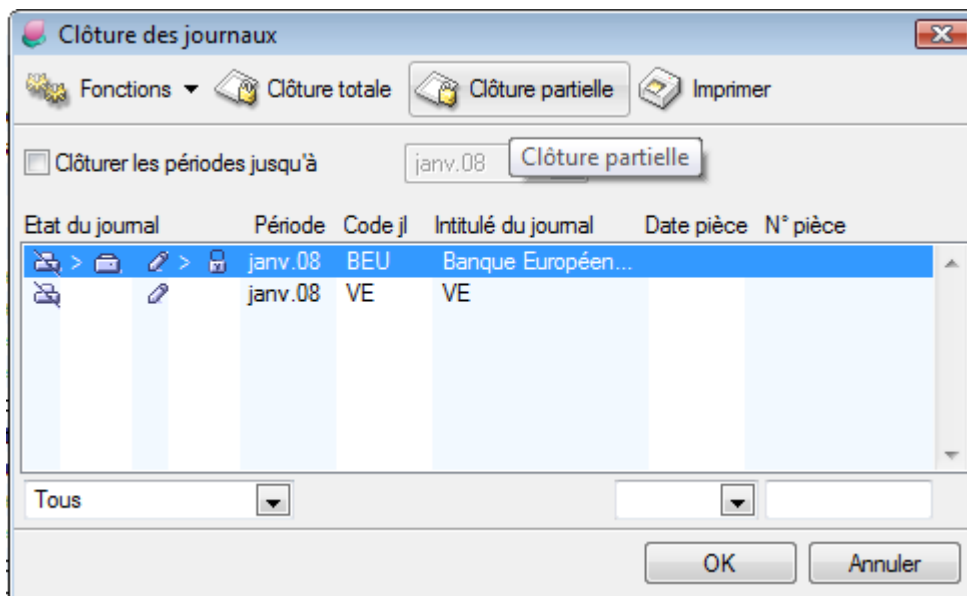 Clôture des journaux
Fonctions Clôture totale Clôture partielle Imprimer
Clôturer les périodes jusqu'à janv.08 Clôture partielle
Etat du journal Période Code jl Intitulé du journal Date pièce N° pièce
> > janv.08 BEU Banque Européen...
janv.08 VE VE
Tous
OK Annuler